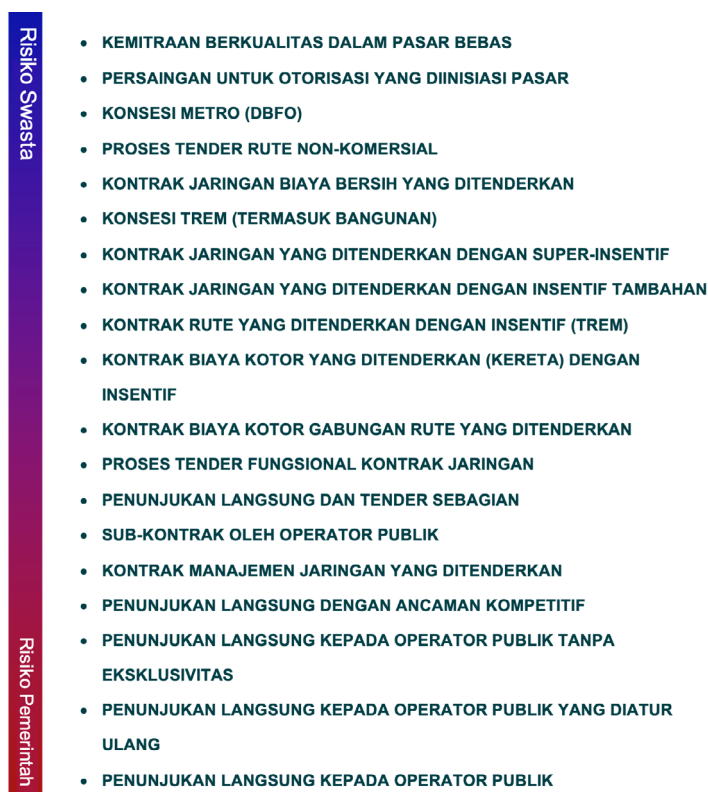 Risiko Swasta
• KEMITRAAN BERKUALITAS DALAM PASAR BEBAS
• PERSAINGAN UNTUK OTORISASI YANG DIINISIASI PASAR
• KONSESI METRO (DBFO)
• PROSES TENDER RUTE NON-KOMERSIAL
• KONTRAK JARINGAN BIAYA BERSIH YANG DITENDERKAN
• KONSESI TREM (TERMASUK BANGUNAN)
• KONTRAK JARINGAN YANG DITENDERKAN DENGAN SUPER-INSENTIF
• KONTRAK JARINGAN YANG DITENDERKAN DENGAN INSENTIF TAMBAHAN
• KONTRAK RUTE YANG DITENDERKAN DENGAN INSENTIF (TREM)
• KONTRAK BIAYA KOTOR YANG DITENDERKAN (KERETA) DENGAN
INSENTIF
• KONTRAK BIAYA KOTOR GABUNGAN RUTE YANG DITENDERKAN
• PROSES TENDER FUNGSIONAL KONTRAK JARINGAN
• PENUNJUKAN LANGSUNG DAN TENDER SEBAGIAN
• SUB-KONTRAK OLEH OPERATOR PUBLIK
• KONTRAK MANAJEMEN JARINGAN YANG DITENDERKAN
• PENUNJUKAN LANGSUNG DENGAN ANCAMAN KOMPETITIF
• PENUNJUKAN LANGSUNG KEPADA OPERATOR PUBLIK TANPA
EKSKLUSIVITAS
• PENUNJUKAN LANGSUNG KEPADA OPERATOR PUBLIK YANG DIATUR
ULANG
• PENUNJUKAN LANGSUNG KEPADA OPERATOR PUBLIK
Risiko Pemerintah